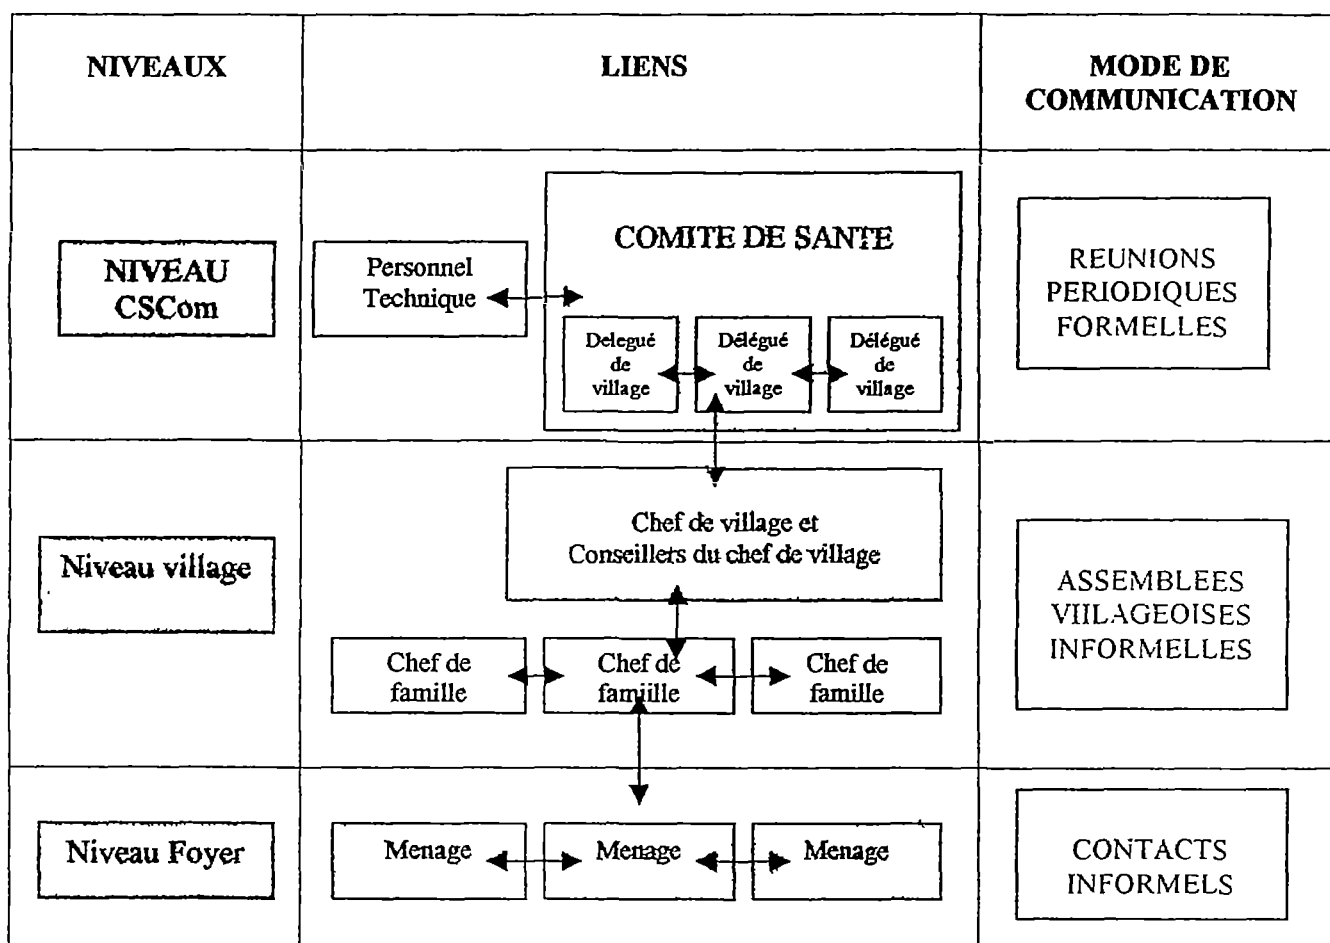 NIVEAUX
LIENS
MODE DE
COMMUNICATION
NIVEAU
CSCom
Personnel
Technique
COMITE DE SANTE
Delegué
de
village
Délégué
de
village
Délégué
de
village
REUNIONS
PERIODIQUES
FORMELLES
Niveau village
Chef de village et
Conseillers du chef de village
Chef de
famille
Chef de
famiille
Chef de
famille
ASSEMBLEES
VIILAGEOISES
INFORMELLES
Niveau Foyer
Menage
Menage
Menage
CONTACTS
INFORMELS